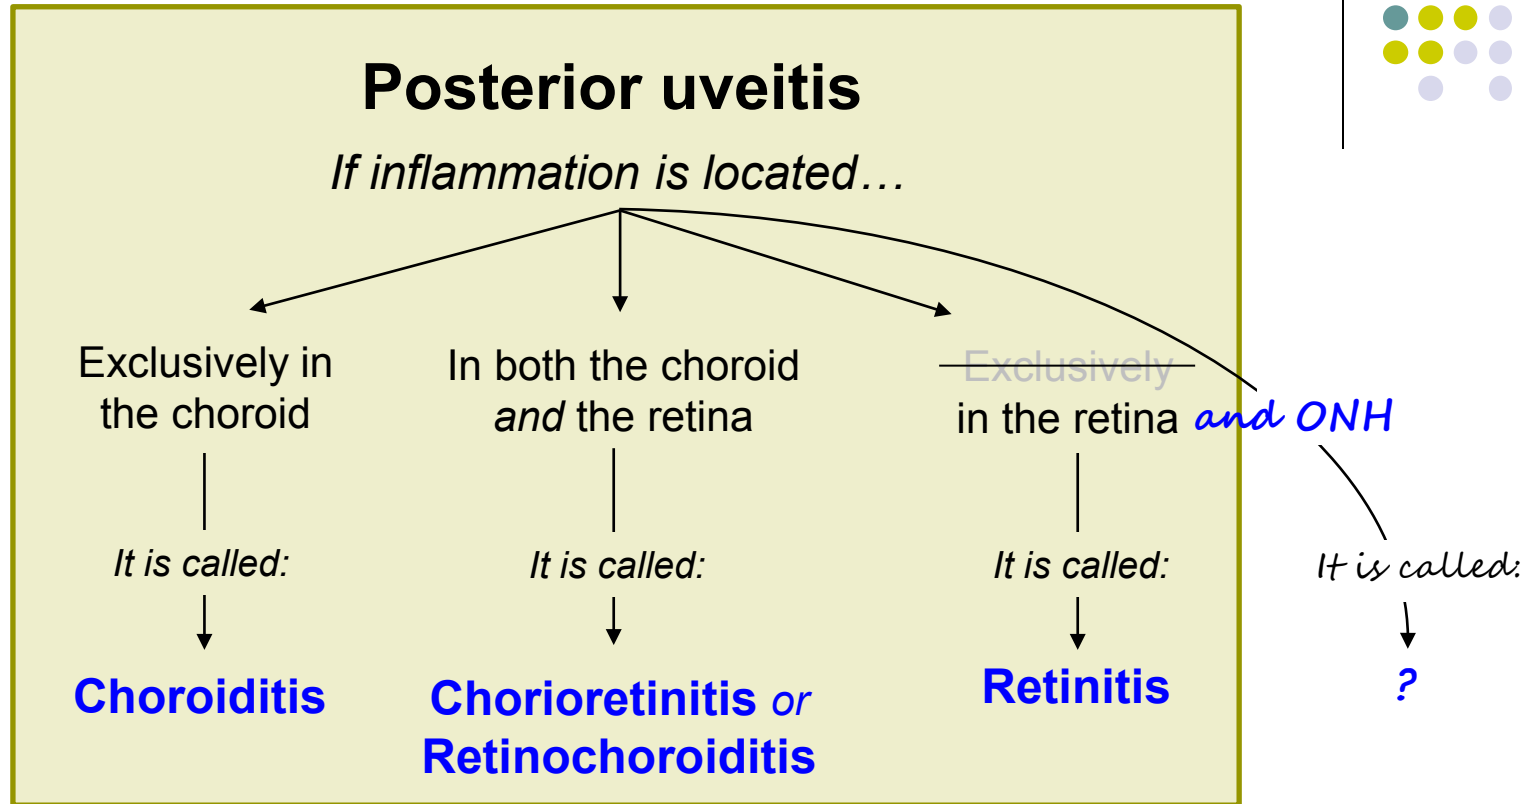 Posterior uveitis
If inflammation is located…
Exclusively in
the choroid
It is called:
Choroiditis
In both the choroid
and the retina
It is called:
Chorioretinitis or
Retinochoroiditis
Exclusively
in the retina and ONH
It is called:
Retinitis
It is called:
?